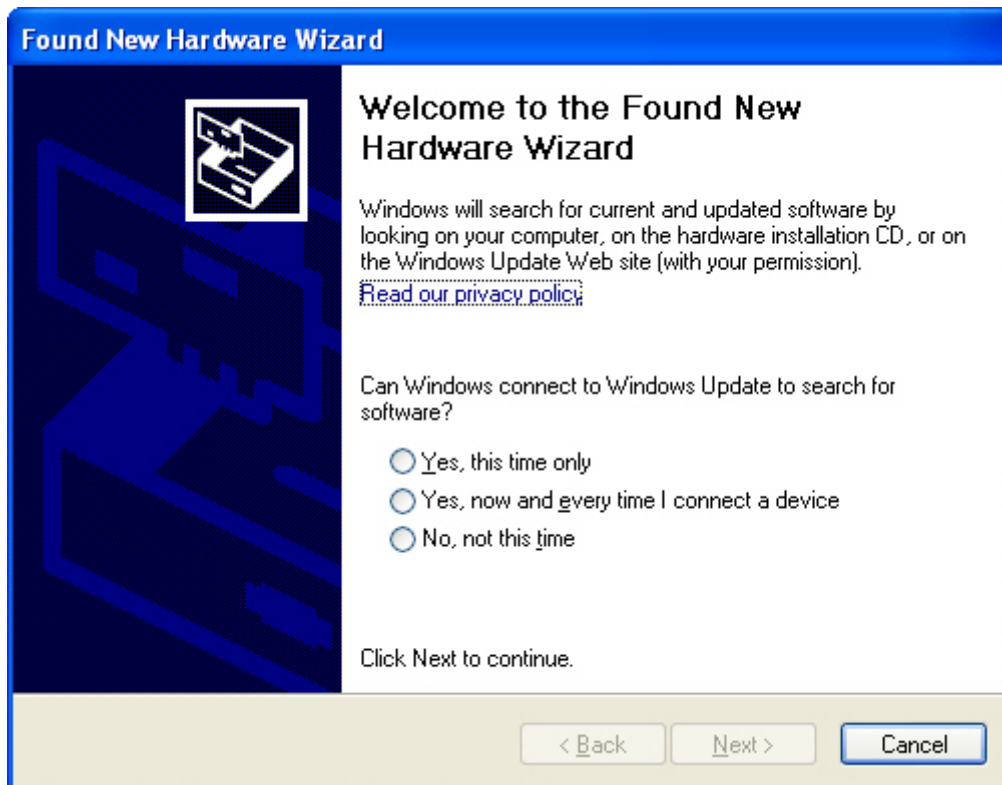 Found New Hardware Wizard
Welcome to the Found New
Hardware Wizard
Windows will search for current and updated software by
looking on your computer, on the hardware installation CD, or on
the Windows Update Web site (with your permission).
Read our privacy policy
Can Windows connect to Windows Update to search for
software?
Yes, this time only
Yes, now and every time I connect a device
No, not this time
Click Next to continue.
< Back
Next >
Cancel